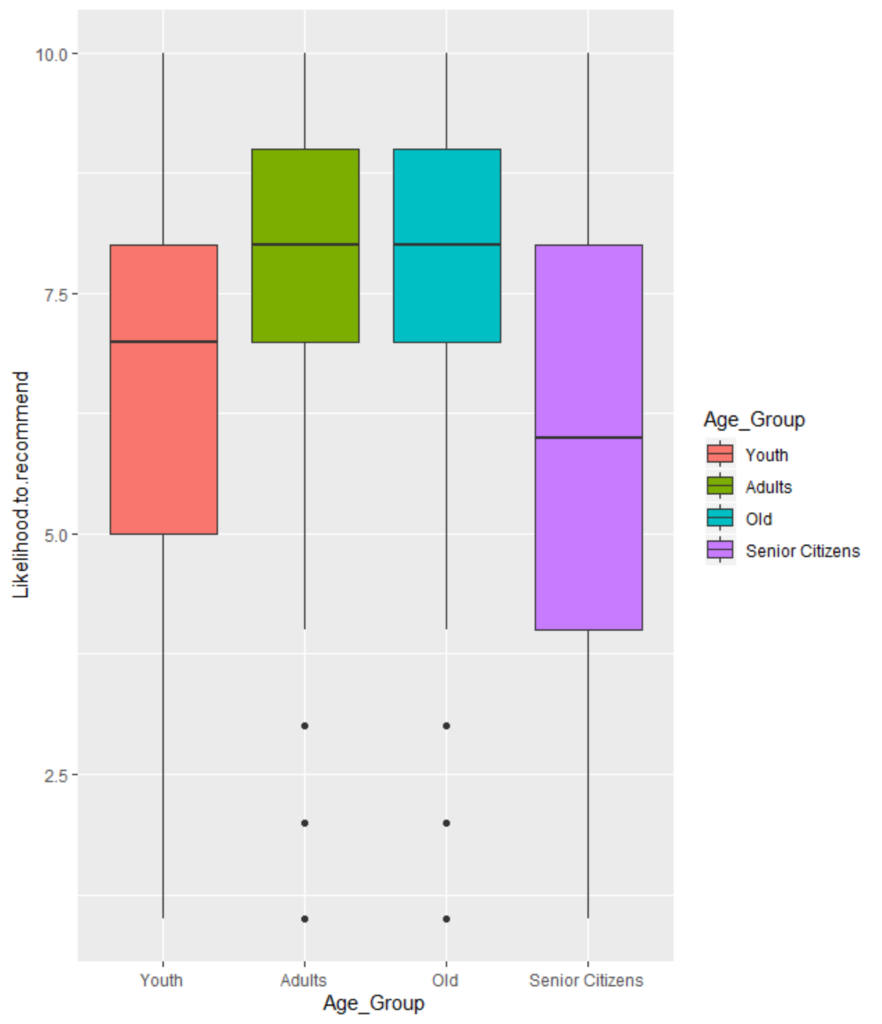 10.0
7.5
5.0
2.5
Likelihood.to.recommend
Youth Adults Old Senior Citizens
Age_Group
Age_Group
Youth
Adults
Old
Senior Citizens